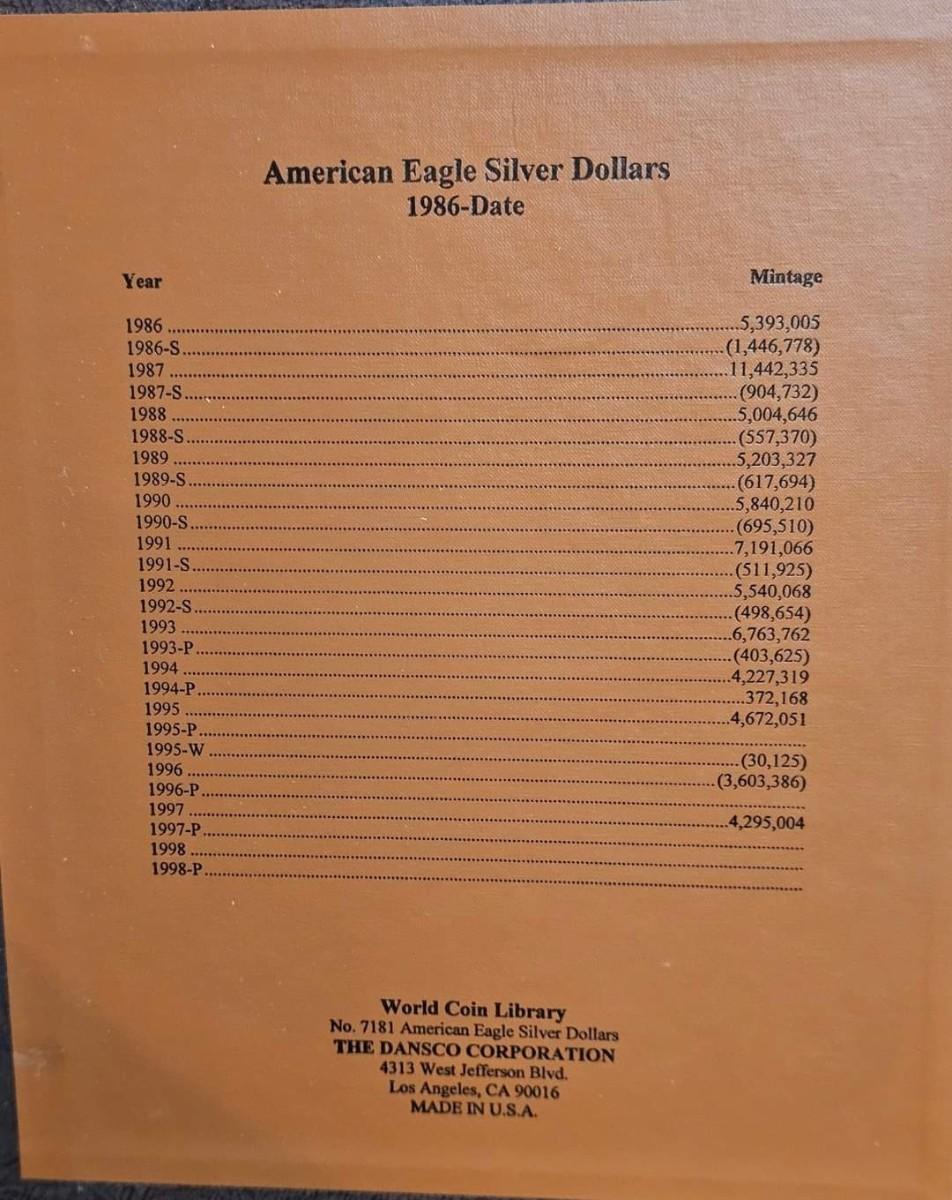 American Eagle Silver Dollars
1986-Date
Year Mintage
1986 ........ 5,393,005
1986-S ........ (1,446,778)
1987 ........ 11,442,335
1987-S ........ (904,732)
1988 ........ 5,004,646
1988-S ........ (557,370)
1989 ........ 5,203,327
1989-S ........ (617,694)
1990 ........ 5,840,210
1990-S ........ (695,510)
1991 ........ 7,191,066
1991-S ........ (511,925)
1992 ........ 5,540,068
1992-S ........ (498,654)
1993 ........ 6,763,762
1993-P ........ (403,625)
1994 ........ 4,227,319
1994-P ........ 372,168
1995 ........ 4,672,051
1995-P ........
1995-W ........ (30,125)
1996 ........ (3,603,386)
1996-P ........
1997 ........ 4,295,004
1997-P ........
1998 ........
1998-P ........
World Coin Library
No. 7181 American Eagle Silver Dollars
THE DANSCO CORPORATION
4313 West Jefferson Blvd.
Los Angeles, CA 90016
MADE IN U.S.A.